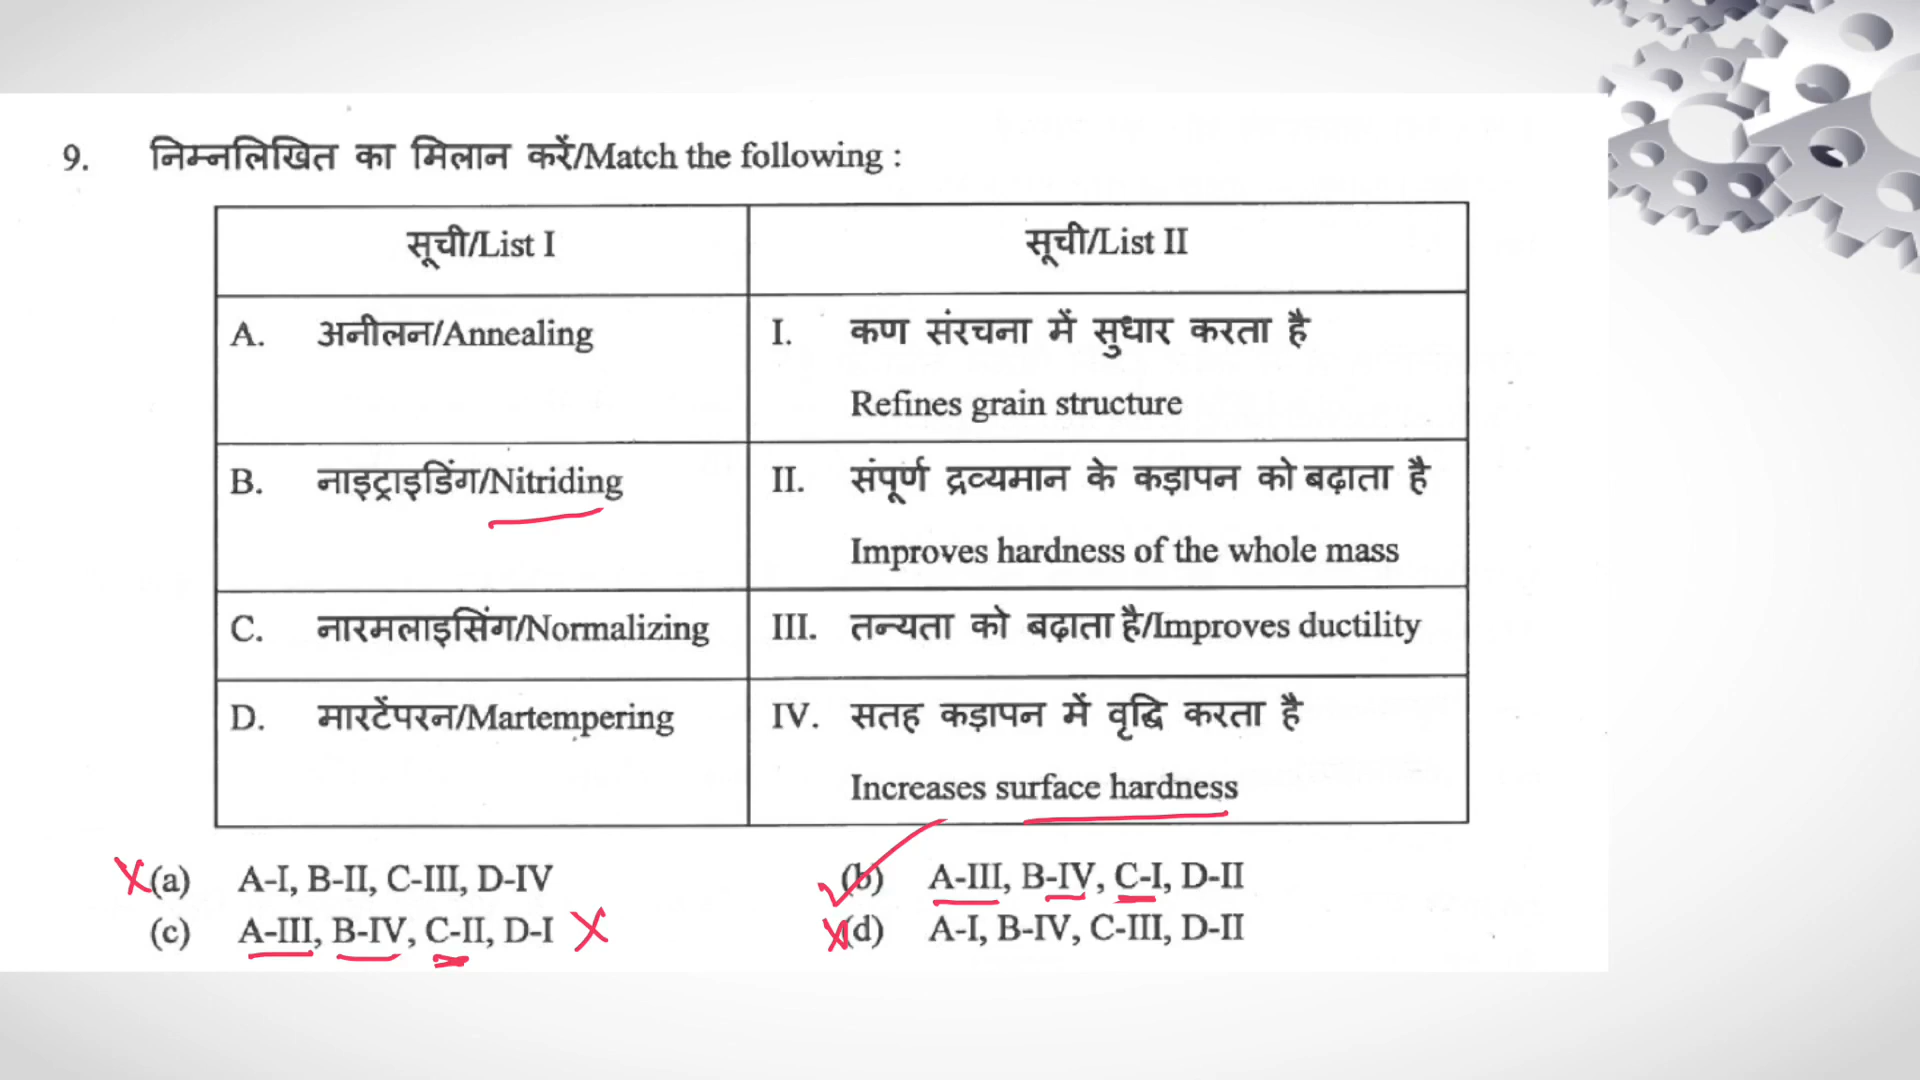 9. निम्नलिखित का मिलान करें/Match the following :
सूची/List I
सूची/List II
A. अनीलन/Annealing
I. कण संरचना में सुधार करता है
Refines grain structure
B. नाइट्राइडिंग/Nitriding
II. संपूर्ण द्रव्यमान के कड़ापन को बढ़ाता है
Improves hardness of the whole mass
C. नारमलाइसिंग/Normalizing
III. तन्यता को बढ़ाता है/Improves ductility
D. मारटेंपरन/Martempering
IV. सतह कड़ापन में वृद्धि करता है
Increases surface hardness
(a) A-I, B-II, C-III, D-IV
(b) A-III, B-IV, C-I, D-II
(c) A-III, B-IV, C-II, D-I
(d) A-I, B-IV, C-III, D-II